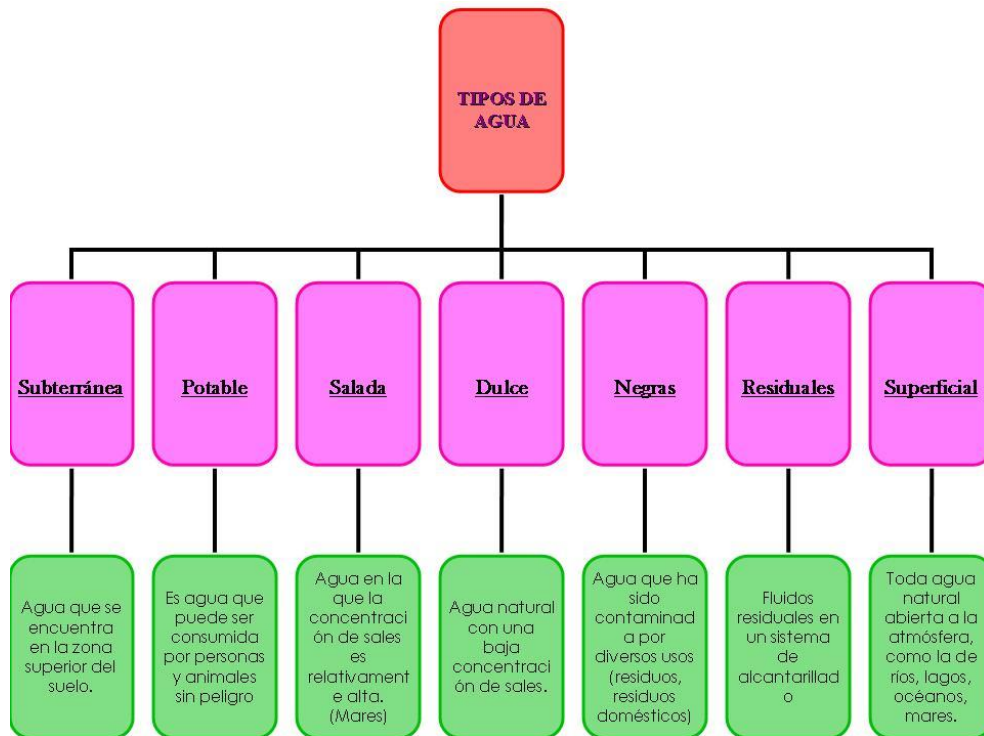 TIPOS DE
AGUA
Subterránea
Potable
Salada
Dulce
Negras
Residuales
Superficial
Agua que se
encuentra
en la zona
superior del
suelo.
Es agua que
puede ser
consumida
por personas
y animales
sin peligro
Agua en la
que la
concentraci
ón de sales
es
relativament
e alta.
(Mares)
Agua natural
con una
baja
concentraci
ón de sales.
Agua que ha
sido
contaminad
a por
diversos usos
(residuos,
residuos
domésticos)
Fluidos
residuales en
un sistema
de
alcantarillad
o
Toda agua
natural
abierta a la
atmósfera,
como la de
ríos, lagos,
océanos,
mares.